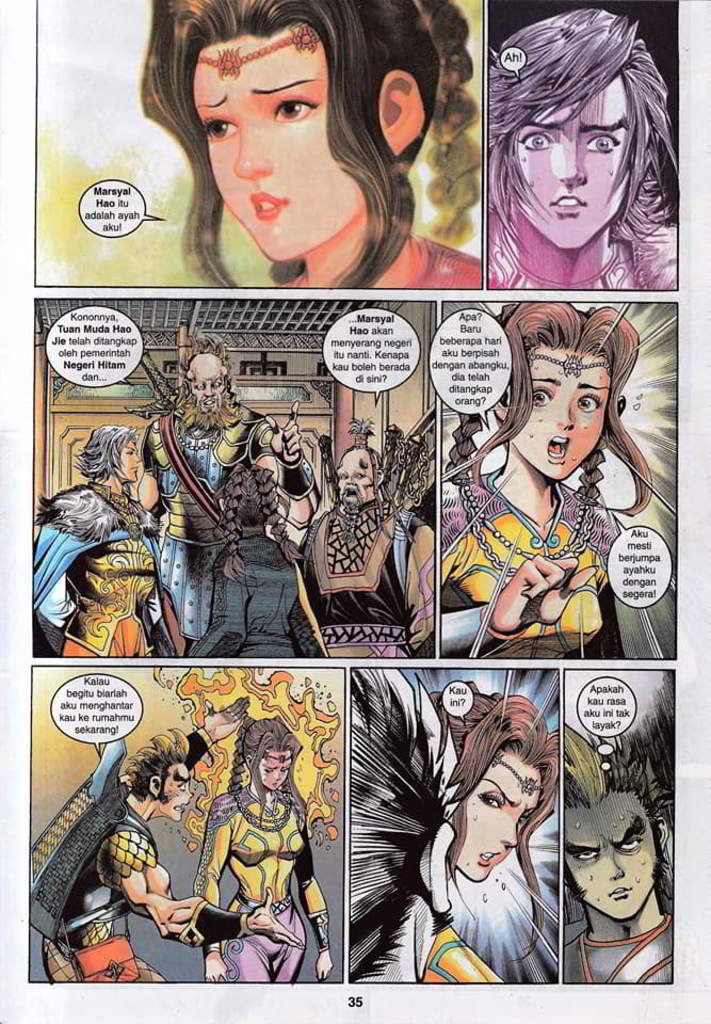 Marsyal
Hao itu
adalah ayah
aku!
Ah!
Kononnya,
Tuan Muda Hao
Jie telah ditangkap
oleh pemerintah
Negeri Hitam
dan...
...Marsyal
Hao akan
menyerang negeri
itu nanti. Kenapa
kau boleh berada
di sini?
Apa?
Baru
beberapa hari
aku berpisah
dengan abangku,
dia telah
ditangkap
orang?
Aku
mesti
berjumpa
ayahku
dengan
segera!
Kalau
begitu biarlah
aku menghantar
kau ke rumahmu
sekarang!
Kau
ini?
Apakah
kau rasa
aku ini tak
layak?
35